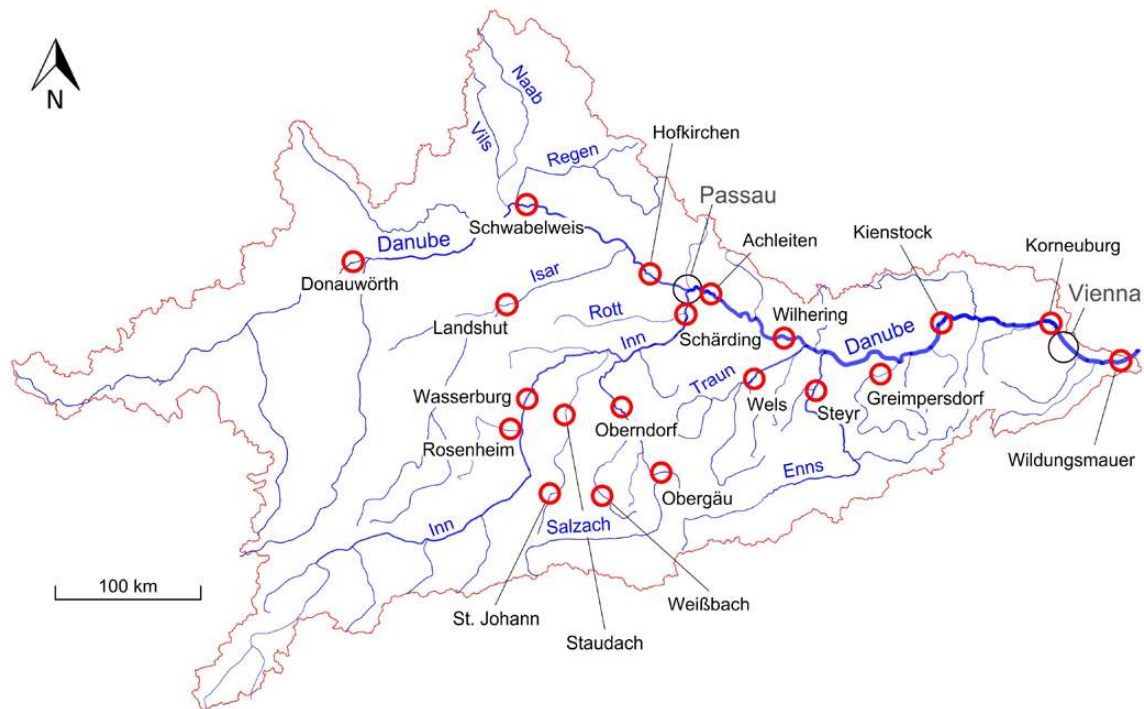 N
Naab
Vils
Regen
Hofkirchen
Passau
Schwabelweis
Achleiten
Kienstock
Korneuburg
Danube
Vienna
Donauwörth
Isar
Landshut
Rott
Schärding
Wilhering
Danube
Inn
Traun
Wels
Steyr
Greimpersdorf
Wasserburg
Rosenheim
Oberndorf
Wildungsmauer
Enns
Obergäu
Inn
Salzach
100 km
St. Johann
Weißbach
Staudach